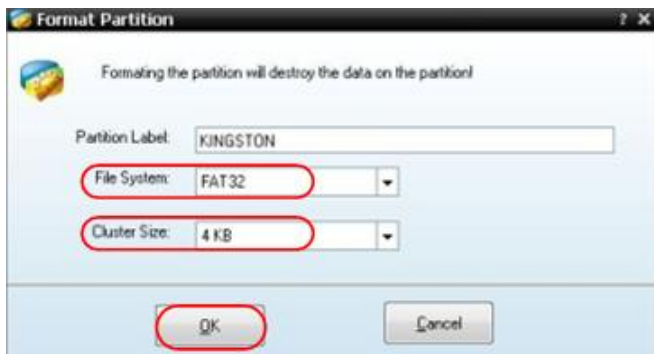 Format Partition ? X
Formating the partition will destroy the data on the partition!
Partition Label: KINGSTON
File System: FAT32
Cluster Size: 4 KB
OK Cancel